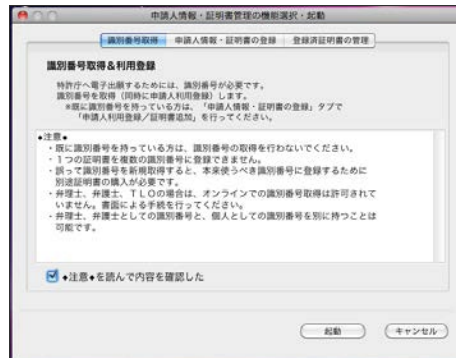 申請人情報・証明書管理の機能選択・起動
識別番号取得 申請人情報・証明書の登録 登録済証明書の管理
識別番号取得&利用登録
特許庁へ電子出願するためには、識別番号が必要です。
識別番号を取得(同時に申請人利用登録)します。
※既に識別番号を持っている方は、「申請人情報・証明書の登録」タブで
「申請人利用登録/証明書追加」を行ってください。
◆注意◆
・既に識別番号を持っている方は、識別番号の取得を行わないでください。
・1つの証明書を複数の識別番号に登録できません。
・誤って識別番号を新規取得すると、本来使うべき識別番号に登録するために
別途証明書の購入が必要です。
・弁理士、弁護士、TLOの場合は、オンラインでの識別番号取得は許可されて
いません。書面による手続を行ってください。
・弁理士、弁護士としての識別番号と、個人としての識別番号を別に持つことは
可能です。
◆注意◆を読んで内容を確認した
起動 キャンセル